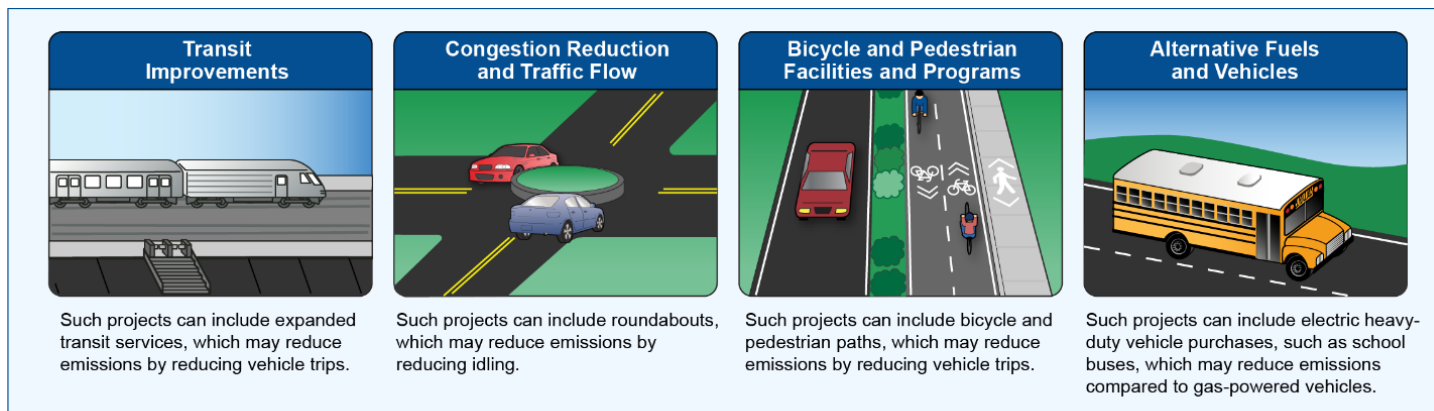 Transit
Improvements
Such projects can include expanded
transit services, which may reduce
emissions by reducing vehicle trips.
Congestion Reduction
and Traffic Flow
Such projects can include roundabouts,
which may reduce emissions by
reducing idling.
Bicycle and Pedestrian
Facilities and Programs
Such projects can include bicycle and
pedestrian paths, which may reduce
emissions by reducing vehicle trips.
Alternative Fuels
and Vehicles
Such projects can include electric heavy-
duty vehicle purchases, such as school
buses, which may reduce emissions
compared to gas-powered vehicles.